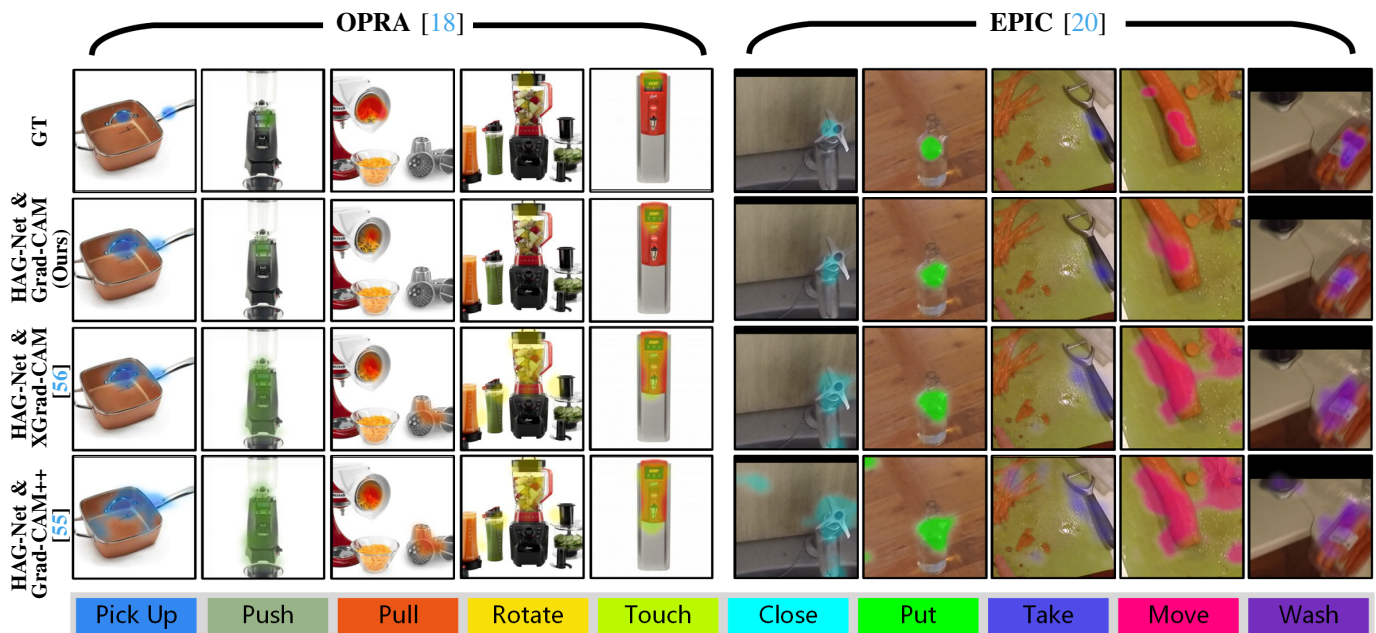 OPRA [18]
EPIC [20]
GT
HAG-Net &
Grad-CAM
(Ours)
HAG-Net &
XGrad-CAM
[56]
HAG-Net &
Grad-CAM++
[55]
Pick Up
Push
Pull
Rotate
Touch
Close
Put
Take
Move
Wash